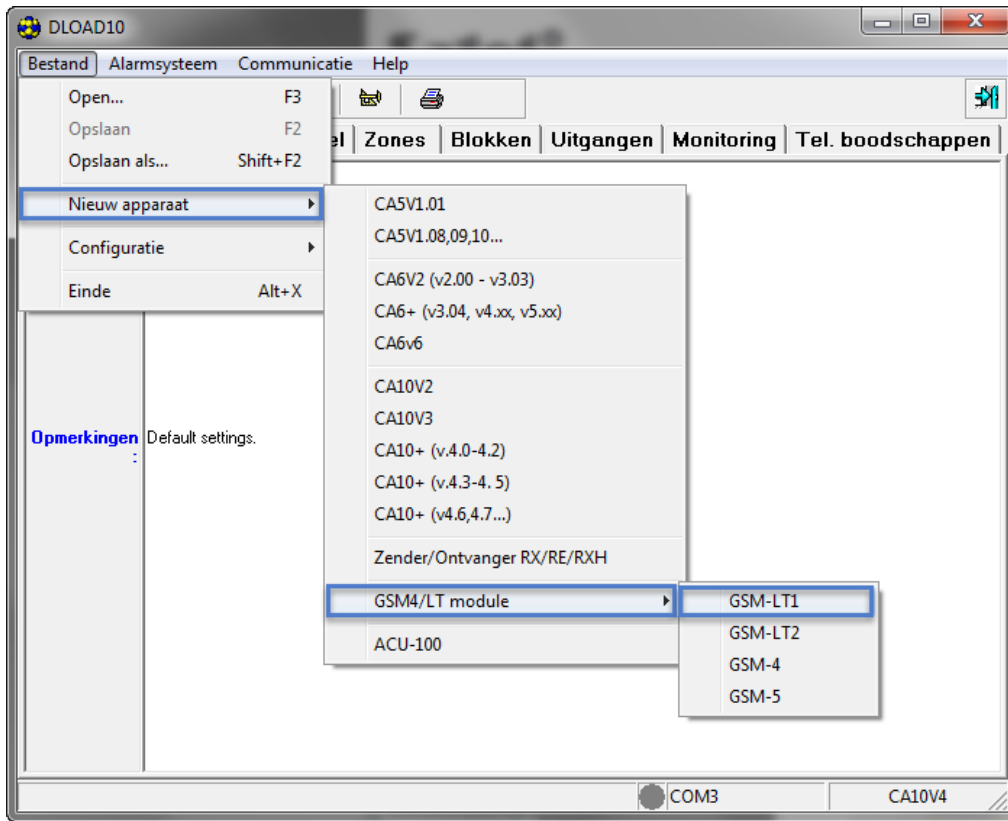 DLOAD10
Bestand Alarmsysteem Communicatie Help
Open... F3
Opslaan F2
Opslaan als... Shift+F2
Nieuw apparaat
Configuratie
Einde Alt+X
Zones Blokken Uitgangen Monitoring Tel. boodschappen
CA5V1.01
CA5V1.08,09,10...
CA6V2 (v2.00 - v3.03)
CA6+ (v3.04, v4.xx, v5.xx)
CA6v6
CA10V2
CA10V3
CA10+ (v.4.0-4.2)
CA10+ (v.4.3-4. 5)
CA10+ (v4.6,4.7...)
Zender/Ontvanger RX/RE/RXH
GSM4/LT module
ACU-100
GSM-LT1
GSM-LT2
GSM-4
GSM-5
Opmerkingen : Default settings.
COM3 CA10V4